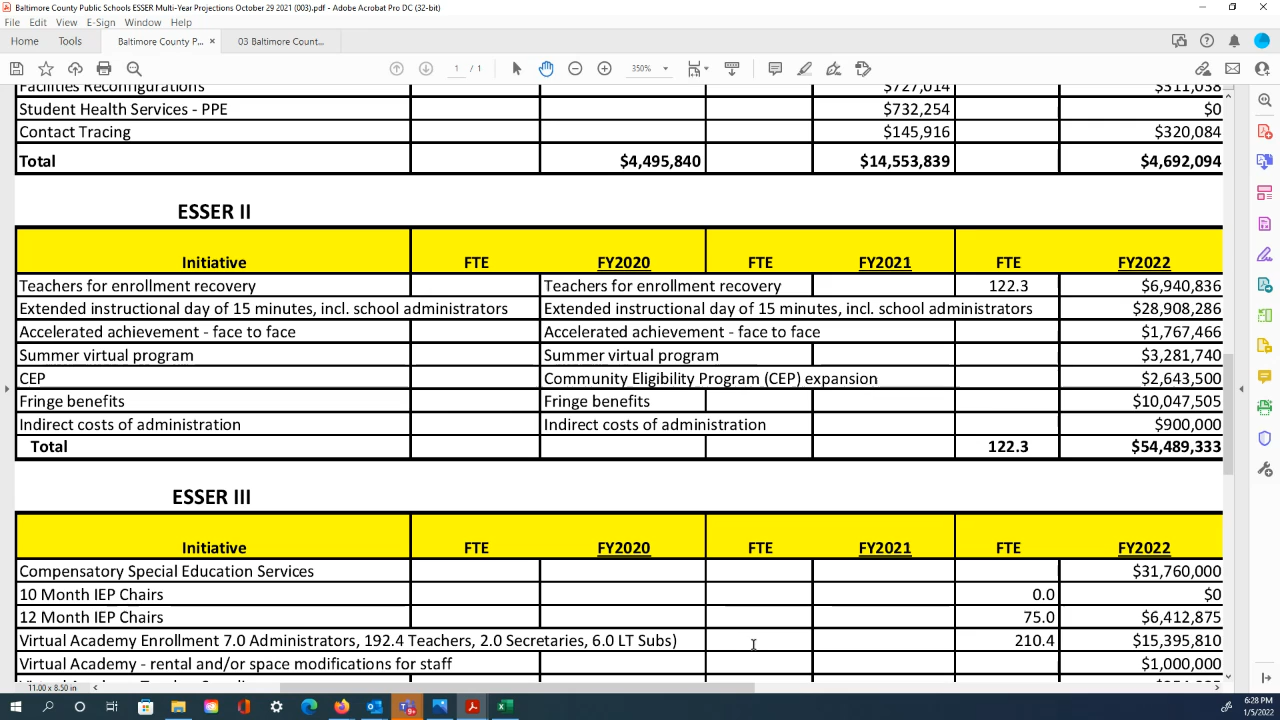 Baltimore County Public Schools ESSER Multi-Year Projections October 29 2021 (003).pdf - Adobe Acrobat Pro DC (32-bit)
File Edit View E-Sign Window Help
Home Tools Baltimore County P... × 03 Baltimore Count...
1 / 1 350%
Facilities Reconfigurations $727,014 $311,038
Student Health Services - PPE $732,254 $0
Contact Tracing $145,916 $320,084
Total $4,495,840 $14,553,839 $4,692,094
ESSER II
Initiative FTE FY2020 FTE FY2021 FTE FY2022
Teachers for enrollment recovery Teachers for enrollment recovery 122.3 $6,940,836
Extended instructional day of 15 minutes, incl. school administrators Extended instructional day of 15 minutes, incl. school administrators $28,908,286
Accelerated achievement - face to face Accelerated achievement - face to face $1,767,466
Summer virtual program Summer virtual program $3,281,740
CEP Community Eligibility Program (CEP) expansion $2,643,500
Fringe benefits Fringe benefits $10,047,505
Indirect costs of administration Indirect costs of administration $900,000
Total 122.3 $54,489,333
ESSER III
Initiative FTE FY2020 FTE FY2021 FTE FY2022
Compensatory Special Education Services $31,760,000
10 Month IEP Chairs 0.0 $0
12 Month IEP Chairs 75.0 $6,412,875
Virtual Academy Enrollment 7.0 Administrators, 192.4 Teachers, 2.0 Secretaries, 6.0 LT Subs) 210.4 $15,395,810
Virtual Academy - rental and/or space modifications for staff $1,000,000
11.00 x 8.50 in
6:28 PM
1/5/2022